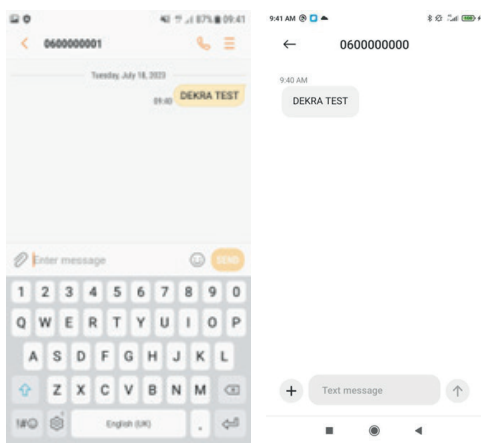 87% 09:41
0600000001
Tuesday, July 18, 2023
09:40 DEKRA TEST
Enter message
SEND
1 2 3 4 5 6 7 8 9 0
Q W E R T Y U I O P
A S D F G H J K L
Z X C V B N M
!#☺ English (UK) .
9:41 AM
0600000000
9:40 AM
DEKRA TEST
+ Text message